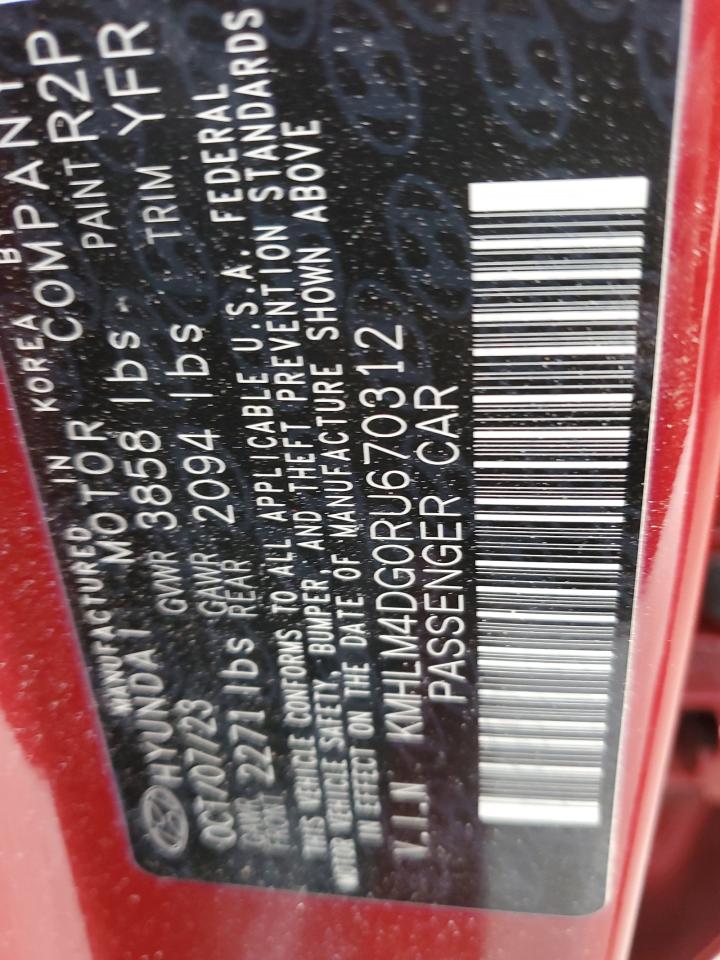 MANUFACTURED IN KOREA BY
HYUNDAI MOTOR COMPANY
OCT/07/23 GVWR 3858 lbs PAINT R2P
GAWR FRONT 2271 lbs GAWR REAR 2094 lbs TRIM YFR
THIS VEHICLE CONFORMS TO ALL APPLICABLE U.S.A. FEDERAL
MOTOR VEHICLE SAFETY, BUMPER, AND THEFT PREVENTION STANDARDS
IN EFFECT ON THE DATE OF MANUFACTURE SHOWN ABOVE
V.I.N KMHLM4DG0RU670312
PASSENGER CAR